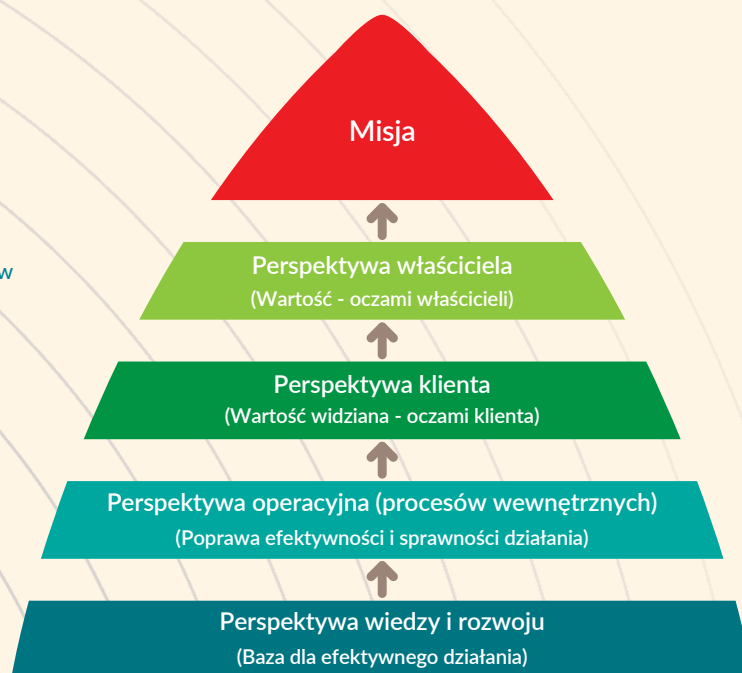 Misja
Perspektywa właściciela
(Wartość - oczami właścicieli)
w
Perspektywa klienta
(Wartość widziana - oczami klienta)
Perspektywa operacyjna (procesów wewnętrznych)
(Poprawa efektywności i sprawności działania)
Perspektywa wiedzy i rozwoju
(Baza dla efektywnego działania)